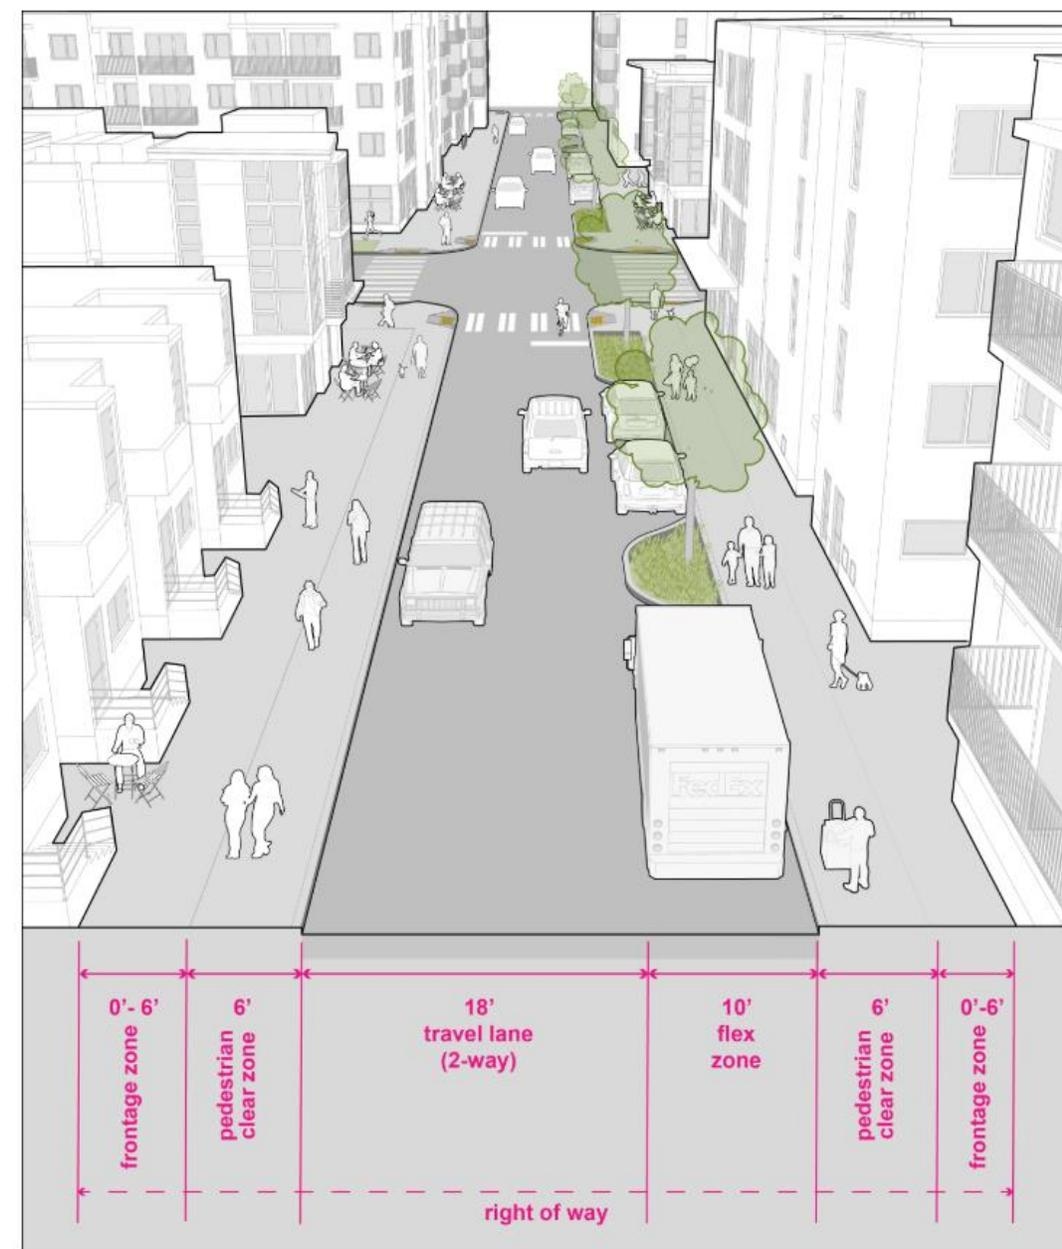 FedEx
0'- 6'
frontage zone
6'
pedestrian
clear zone
18'
travel lane
(2-way)
10'
flex
zone
6'
pedestrian
clear zone
0'-6'
frontage zone
right of way